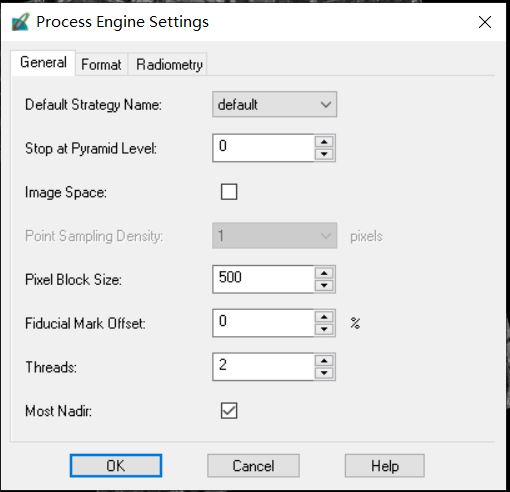 Process Engine Settings
General Format Radiometry
Default Strategy Name: default
Stop at Pyramid Level: 0
Image Space:
Point Sampling Density: 1 pixels
Pixel Block Size: 500
Fiducial Mark Offset: 0 %
Threads: 2
Most Nadir:
OK Cancel Help